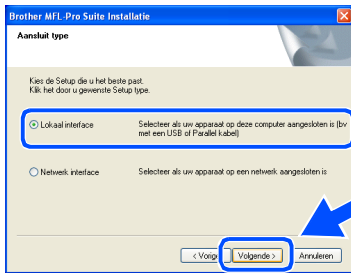 Brother MFL-Pro Suite Installatie
Aansluit type
Kies de Setup die u het beste past.
Klik het door u gewenste Setup type.
Lokaal interface
Selecteer als uw apparaat op deze computer aangesloten is (bv
met een USB of Parallel kabel)
Netwerk interface
Selecteer als uw apparaat op een netwerk aangesloten is
< Vorige
Volgende >
Annuleren